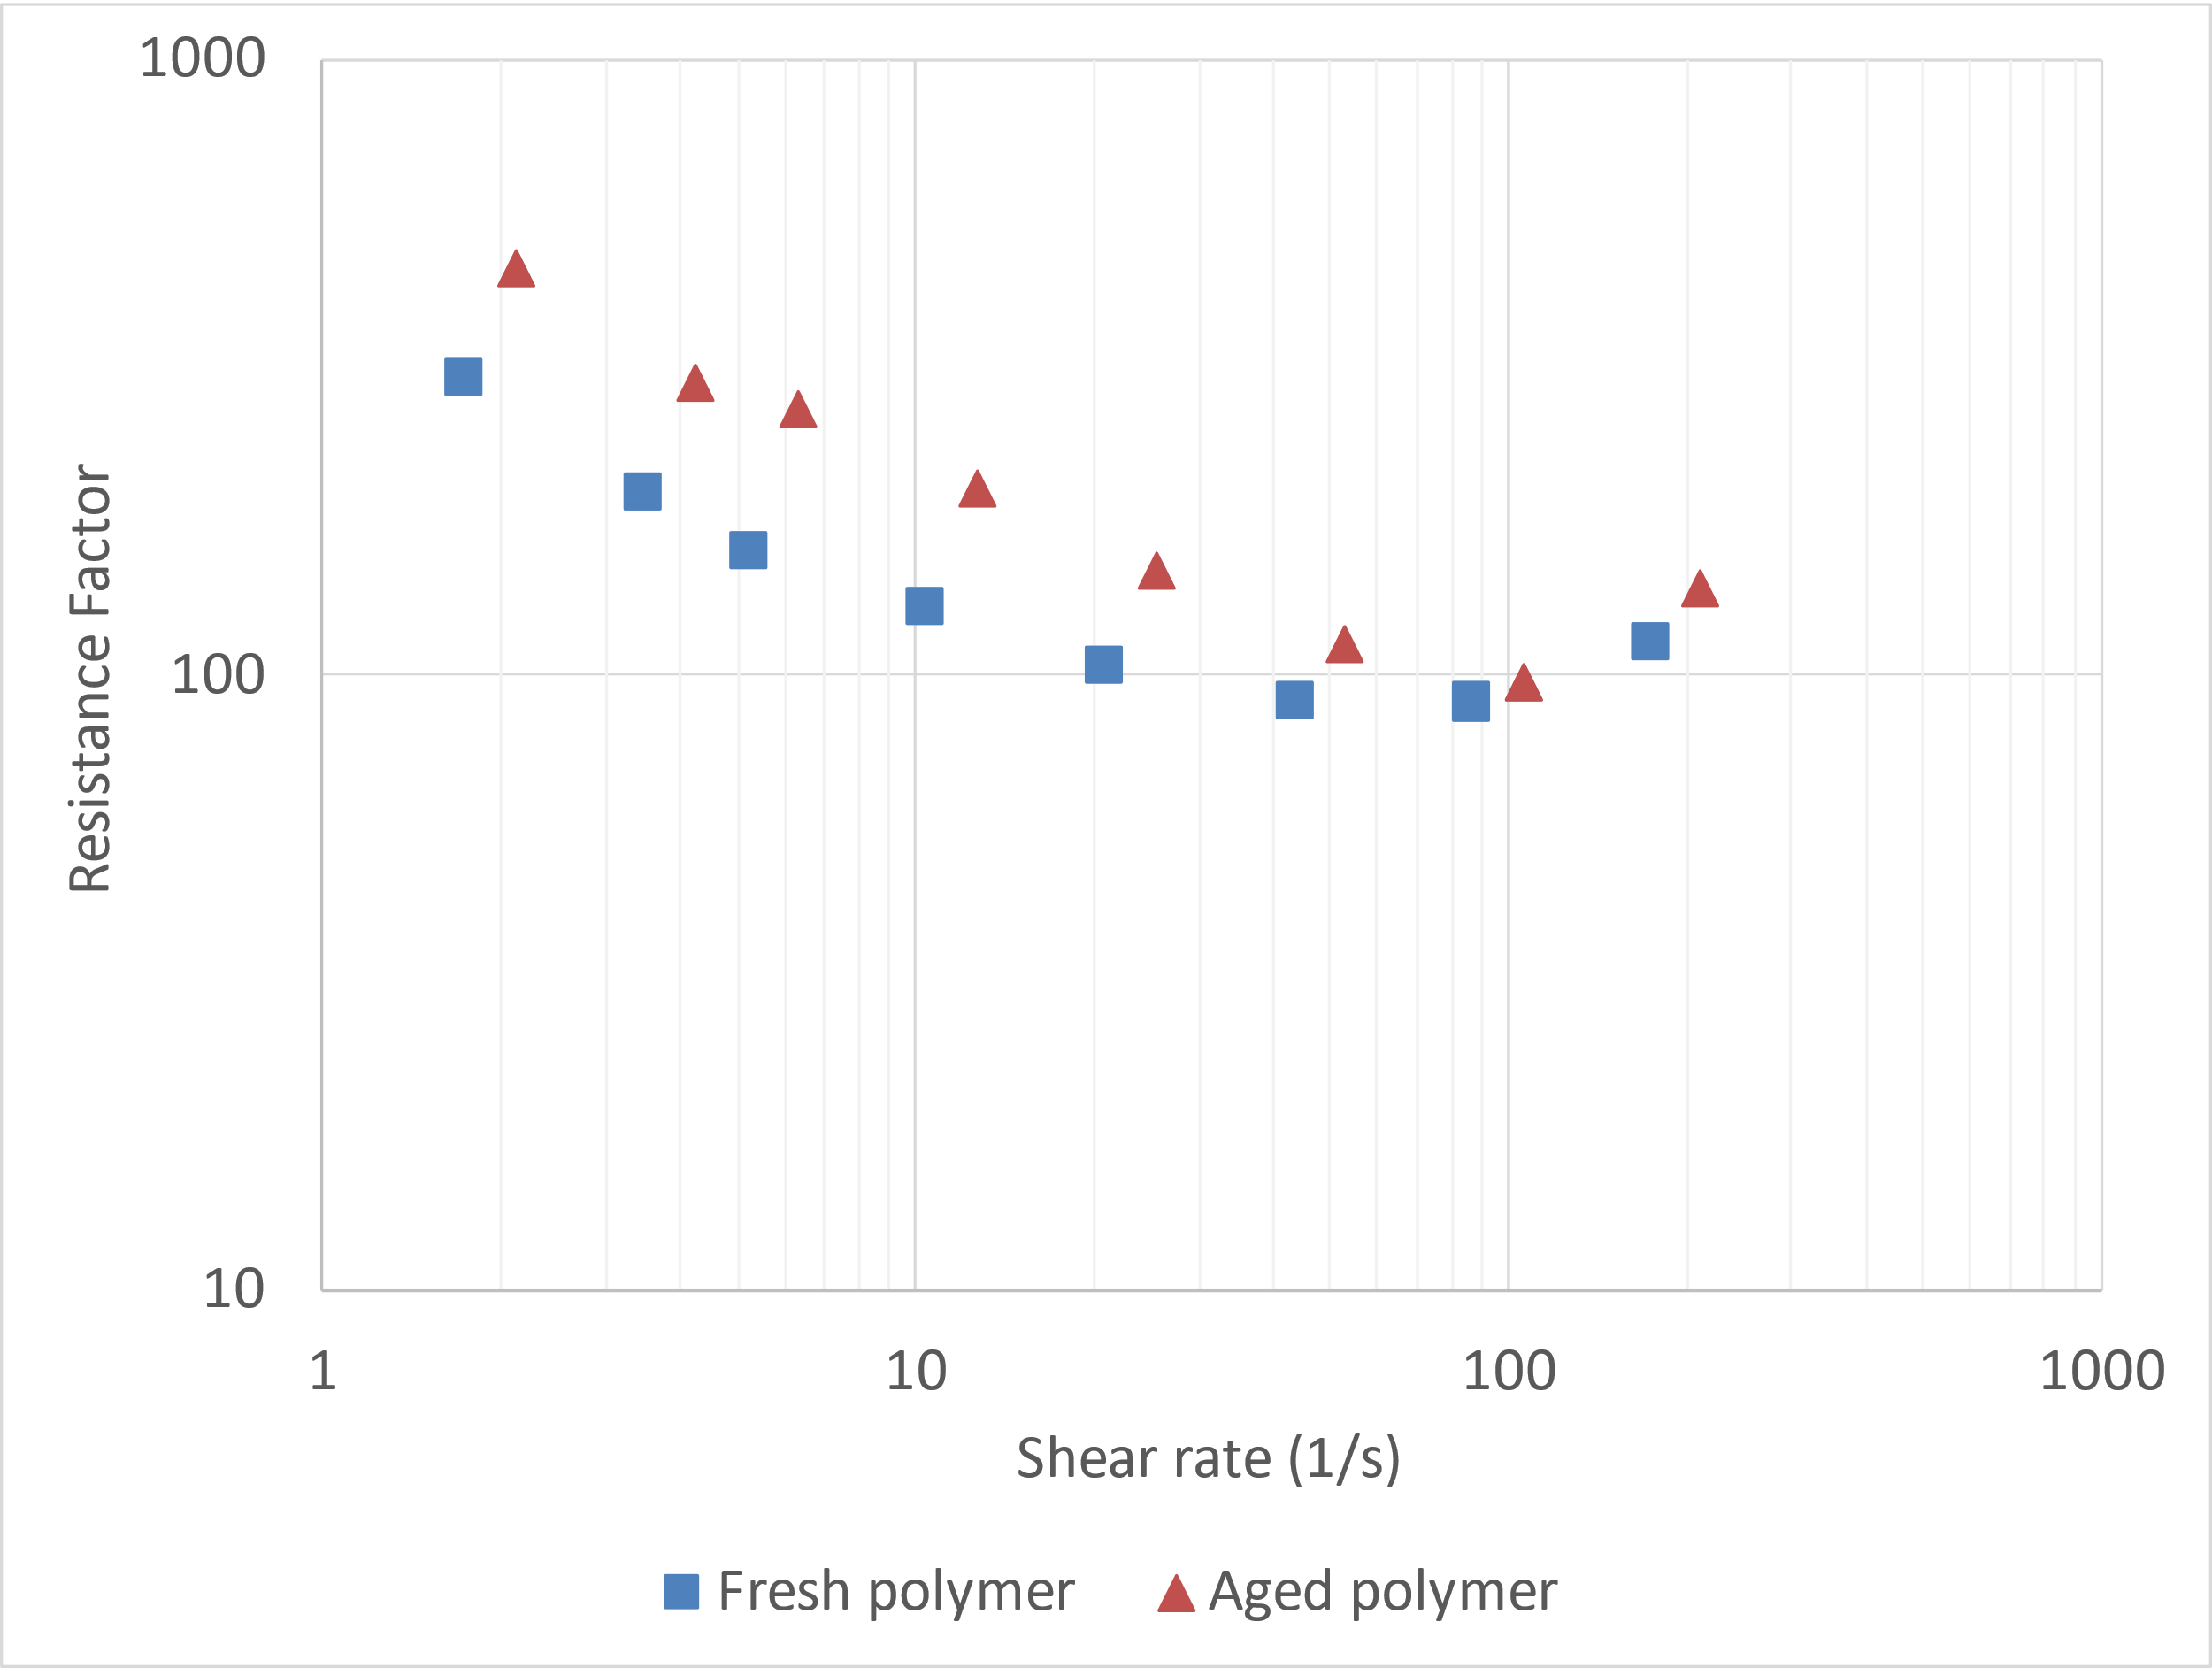 1000
Resistance Factor
100
10
1 10 100 1000
Shear rate (1/s)
Fresh polymer Aged polymer